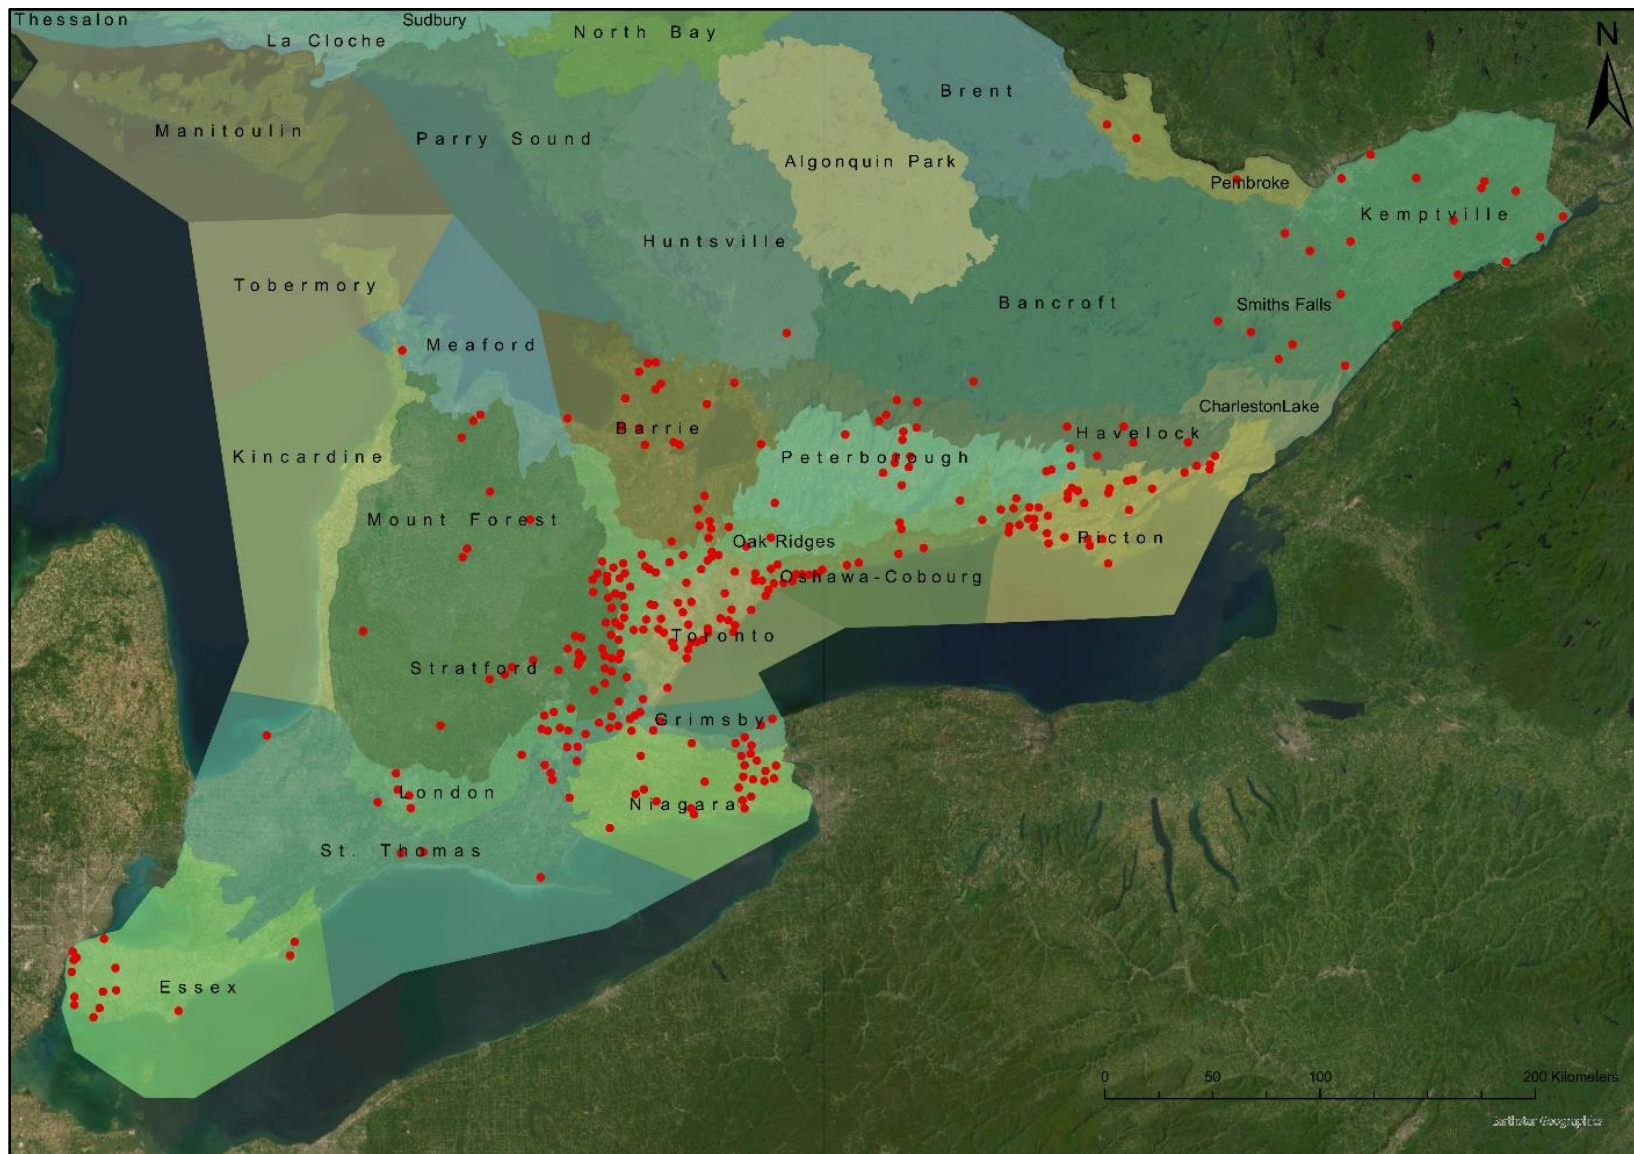 Thessalon
Sudbury
North Bay
La Cloche
N
Brent
Manitoulin
Parry Sound
Algonquin Park
Pembroke
Kemptville
Huntsville
Tobermory
Bancroft
Smiths Falls
Meaford
CharlestonLake
Barrie
Havelock
Kincardine
Peterborough
Mount Forest
Oak Ridges
Picton
Oshawa-Cobourg
Toronto
Stratford
Grimsby
London
Niagara
St. Thomas
Essex
0 50 100 200 Kilometers
Earthstar Geographics